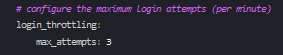 # configure the maximum login attempts (per minute)
login_throttling:
    max_attempts: 3